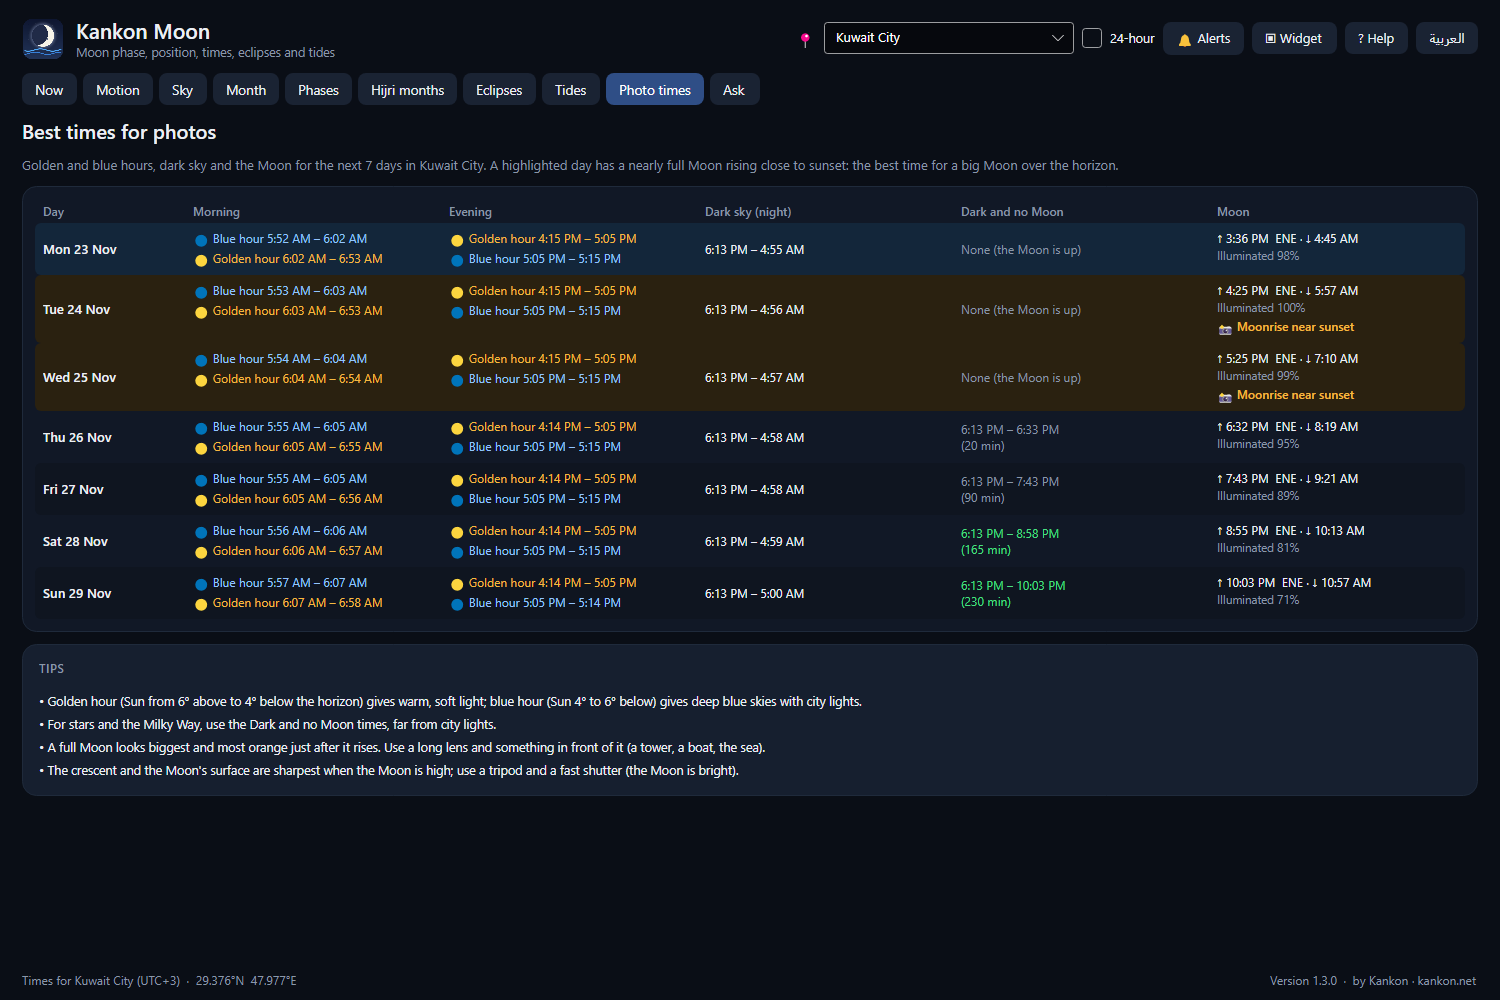 Kankon Moon
Moon phase, position, times, eclipses and tides
Kuwait City
24-hour
Alerts
Widget
? Help
العربية
Now
Motion
Sky
Month
Phases
Hijri months
Eclipses
Tides
Photo times
Ask
Best times for photos
Golden and blue hours, dark sky and the Moon for the next 7 days in Kuwait City. A highlighted day has a nearly full Moon rising close to sunset: the best time for a big Moon over the horizon.
Day Morning Evening Dark sky (night) Dark and no Moon Moon
Mon 23 Nov
Blue hour 5:52 AM – 6:02 AM
Golden hour 6:02 AM – 6:53 AM
Golden hour 4:15 PM – 5:05 PM
Blue hour 5:05 PM – 5:15 PM
6:13 PM – 4:55 AM
None (the Moon is up)
↑ 3:36 PM ENE · ↓ 4:45 AM
Illuminated 98%
Tue 24 Nov
Blue hour 5:53 AM – 6:03 AM
Golden hour 6:03 AM – 6:53 AM
Golden hour 4:15 PM – 5:05 PM
Blue hour 5:05 PM – 5:15 PM
6:13 PM – 4:56 AM
None (the Moon is up)
↑ 4:25 PM ENE · ↓ 5:57 AM
Illuminated 100%
Moonrise near sunset
Wed 25 Nov
Blue hour 5:54 AM – 6:04 AM
Golden hour 6:04 AM – 6:54 AM
Golden hour 4:15 PM – 5:05 PM
Blue hour 5:05 PM – 5:15 PM
6:13 PM – 4:57 AM
None (the Moon is up)
↑ 5:25 PM ENE · ↓ 7:10 AM
Illuminated 99%
Moonrise near sunset
Thu 26 Nov
Blue hour 5:55 AM – 6:05 AM
Golden hour 6:05 AM – 6:55 AM
Golden hour 4:14 PM – 5:05 PM
Blue hour 5:05 PM – 5:15 PM
6:13 PM – 4:58 AM
6:13 PM – 6:33 PM
(20 min)
↑ 6:32 PM ENE · ↓ 8:19 AM
Illuminated 95%
Fri 27 Nov
Blue hour 5:55 AM – 6:05 AM
Golden hour 6:05 AM – 6:56 AM
Golden hour 4:14 PM – 5:05 PM
Blue hour 5:05 PM – 5:15 PM
6:13 PM – 4:58 AM
6:13 PM – 7:43 PM
(90 min)
↑ 7:43 PM ENE · ↓ 9:21 AM
Illuminated 89%
Sat 28 Nov
Blue hour 5:56 AM – 6:06 AM
Golden hour 6:06 AM – 6:57 AM
Golden hour 4:14 PM – 5:05 PM
Blue hour 5:05 PM – 5:15 PM
6:13 PM – 4:59 AM
6:13 PM – 8:58 PM
(165 min)
↑ 8:55 PM ENE · ↓ 10:13 AM
Illuminated 81%
Sun 29 Nov
Blue hour 5:57 AM – 6:07 AM
Golden hour 6:07 AM – 6:58 AM
Golden hour 4:14 PM – 5:05 PM
Blue hour 5:05 PM – 5:14 PM
6:13 PM – 5:00 AM
6:13 PM – 10:03 PM
(230 min)
↑ 10:03 PM ENE · ↓ 10:57 AM
Illuminated 71%
TIPS
• Golden hour (Sun from 6° above to 4° below the horizon) gives warm, soft light; blue hour (Sun 4° to 6° below) gives deep blue skies with city lights.
• For stars and the Milky Way, use the Dark and no Moon times, far from city lights.
• A full Moon looks biggest and most orange just after it rises. Use a long lens and something in front of it (a tower, a boat, the sea).
• The crescent and the Moon's surface are sharpest when the Moon is high; use a tripod and a fast shutter (the Moon is bright).
Times for Kuwait City (UTC+3) · 29.376°N 47.977°E
Version 1.3.0 · by Kankon · kankon.net